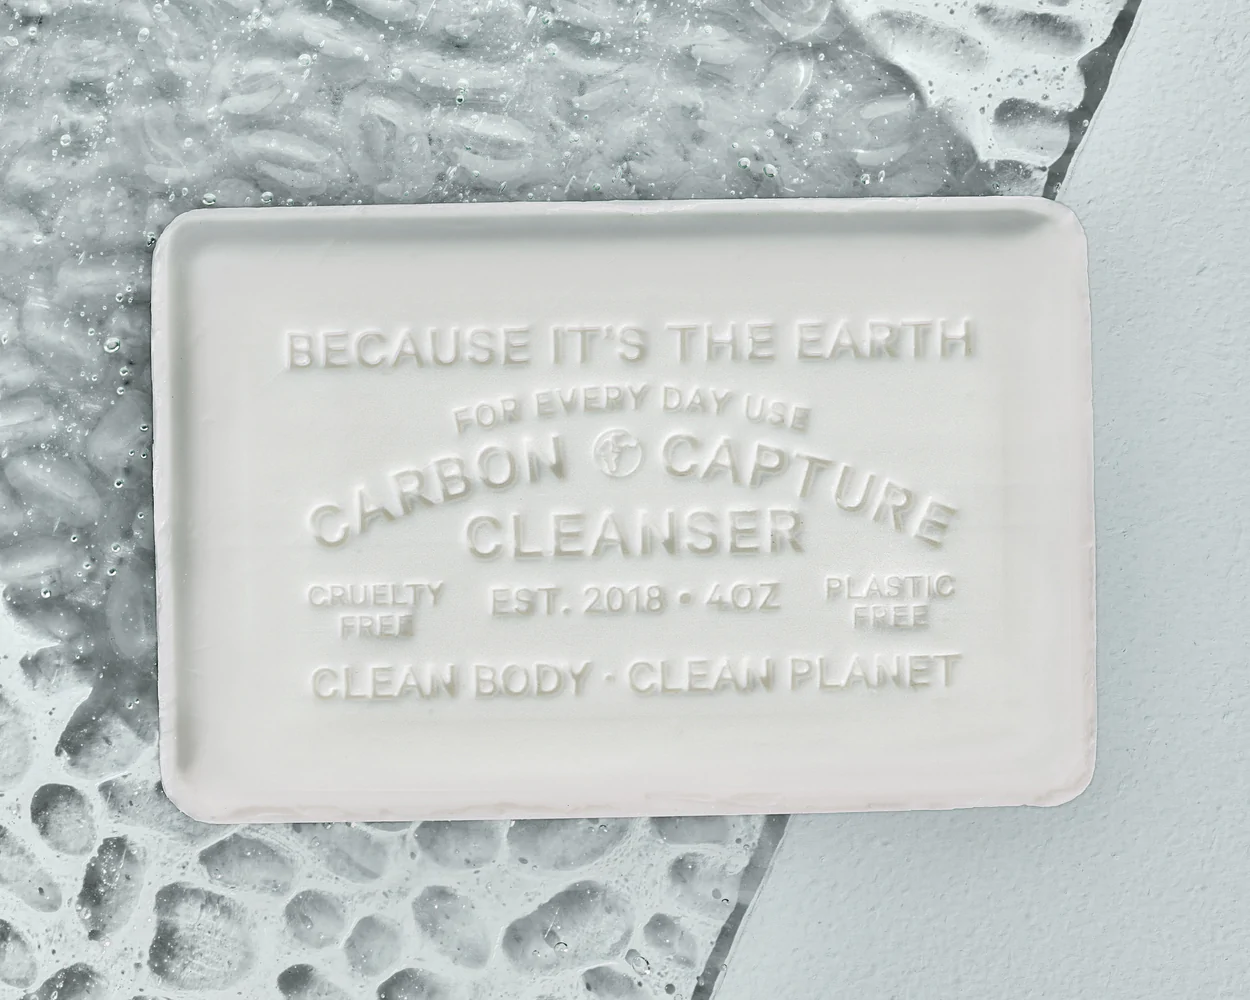 BECAUSE IT'S THE EARTH
FOR EVERY DAY USE
CARBON CAPTURE
CLEANSER
CRUELTY
FREE
EST. 2018 • 4OZ
PLASTIC
FREE
CLEAN BODY · CLEAN PLANET